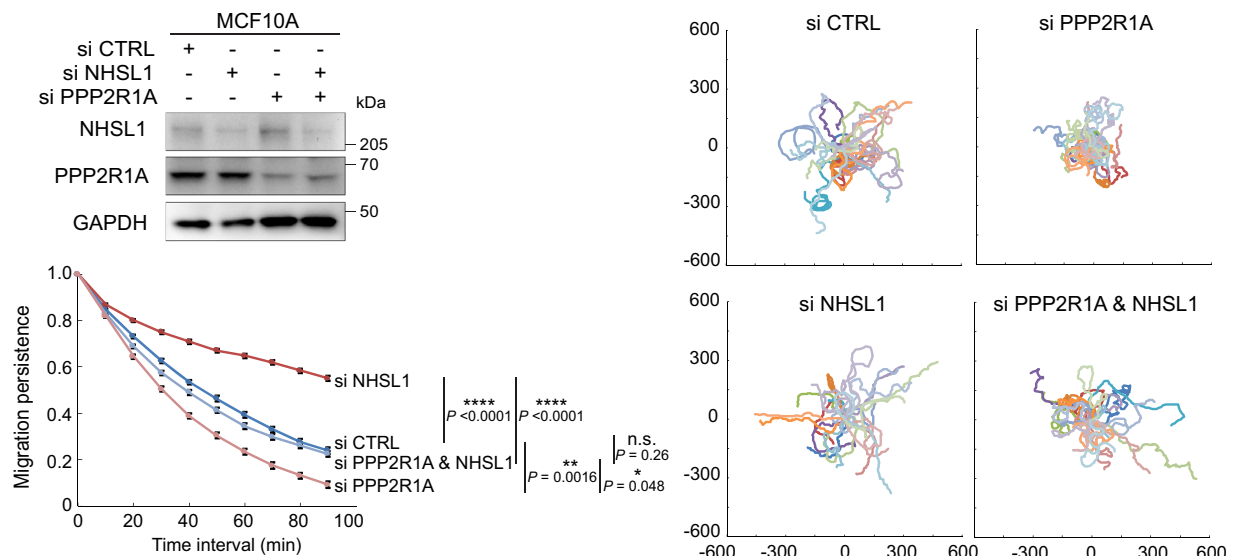 MCF10A
si CTRL + - - -
si NHSL1 - + - +
si PPP2R1A - - + +
kDa
NHSL1
205
PPP2R1A
70
GAPDH
50
Migration persistence
1.0
0.8
0.6
0.4
0.2
0
0 20 40 60 80 100
Time interval (min)
si NHSL1
si CTRL
si PPP2R1A & NHSL1
si PPP2R1A
****
P <0.0001
****
P <0.0001
**
P = 0.0016
n.s.
P = 0.26
*
P = 0.048
si CTRL
600
300
0
-300
-600
si PPP2R1A
si NHSL1
600
300
0
-300
-600
-600 -300 0 300 600
si PPP2R1A & NHSL1
-600 -300 0 300 600